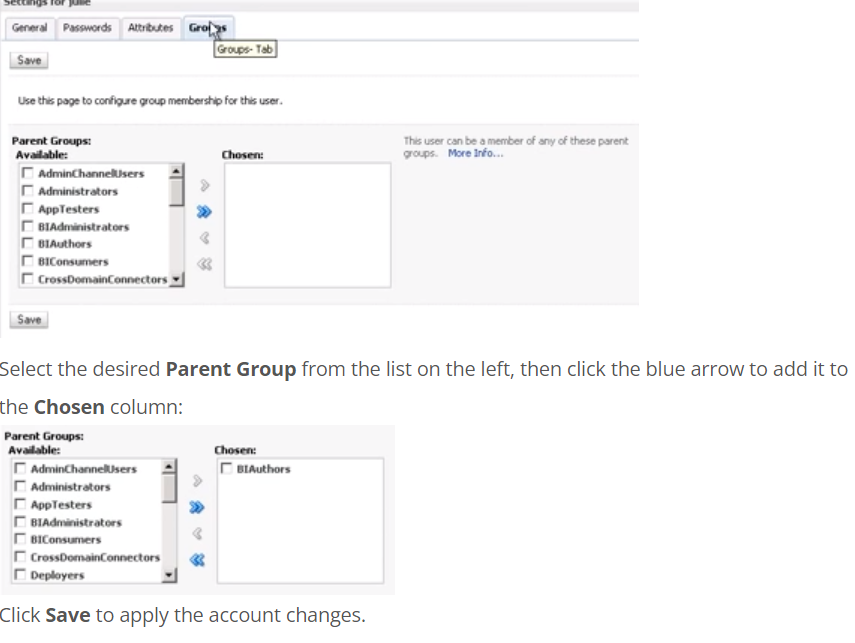 Settings for Julie
General Passwords Attributes Groups
Groups- Tab
Save
Use this page to configure group membership for this user.
Parent Groups:
Available:
Chosen:
This user can be a member of any of these parent
groups. More Info...
AdminChannelUsers
Administrators
AppTesters
BIAdministrators
BIAuthors
BIConsumers
CrossDomainConnectors
Save
Select the desired Parent Group from the list on the left, then click the blue arrow to add it to
the Chosen column:
Parent Groups:
Available:
Chosen:
AdminChannelUsers
Administrators
AppTesters
BIAdministrators
BIConsumers
CrossDomainConnectors
Deployers
BIAuthors
Click Save to apply the account changes.